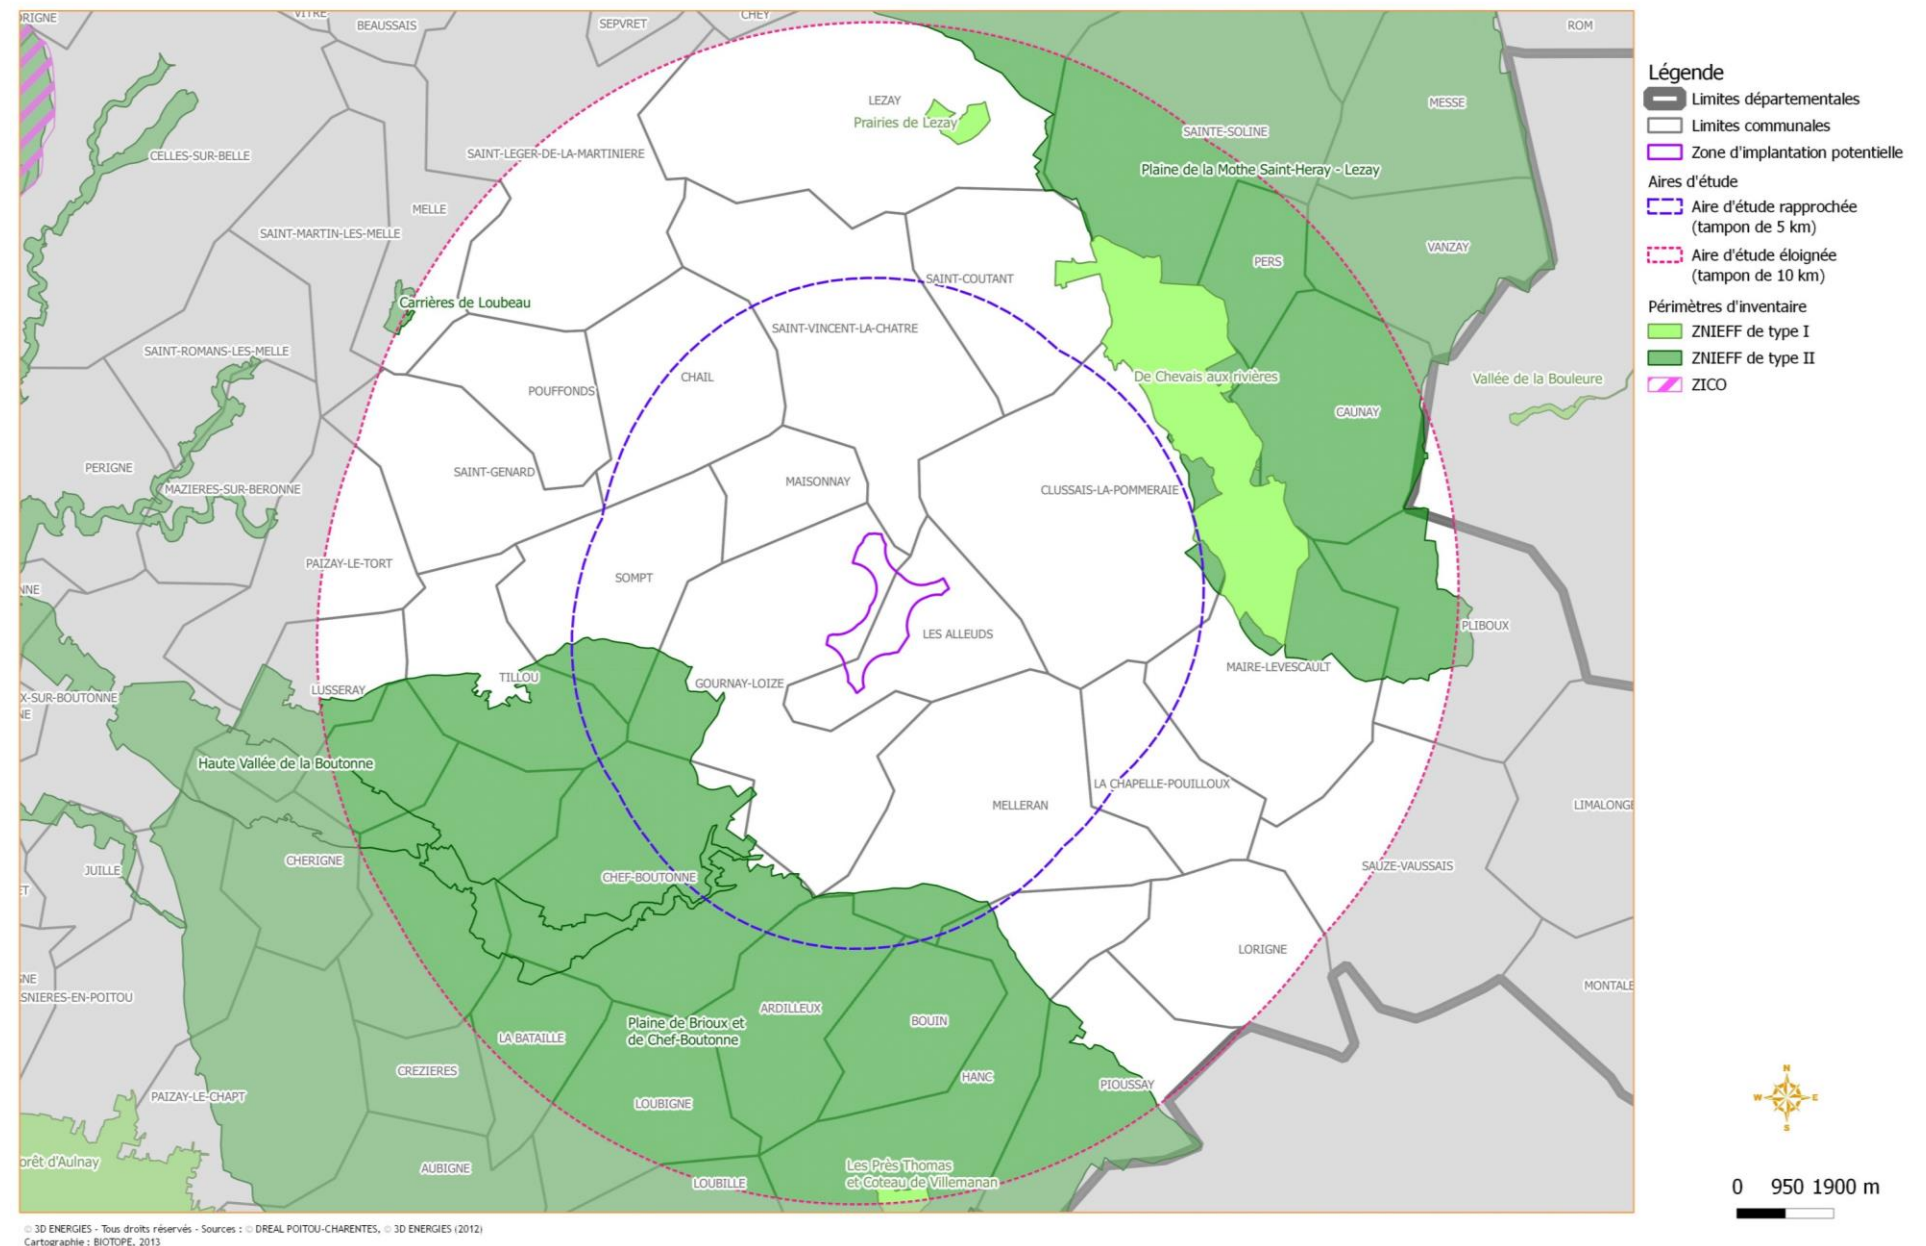 ORIGNE
VITRE
BEAUSSAIS
SEPVRET
CHEY
ROM
LEZAY
Prairies de Lezay
MESSE
SAINTE-SOLINE
CELLES-SUR-BELLE
SAINT-LEGER-DE-LA-MARTINIERE
Plaine de la Mothe Saint-Heray - Lezay
MELLE
SAINT-MARTIN-LES-MELLE
VANZAY
PERS
SAINT-COUTANT
Carrières de Loubeau
SAINT-VINCENT-LA-CHATRE
SAINT-ROMANS-LES-MELLE
CHAIL
De Chevais aux rivières
Vallée de la Bouleure
POUFFONDS
CAUNAY
PERIGNE
SAINT-GENARD
MAISONNAY
MAZIERES-SUR-BERONNE
CLUSSAIS-LA-POMMERAIE
PAIZAY-LE-TORT
SOMPT
NNE
PLIBOUX
LES ALLEUDS
MAIRE-LEVESCAULT
TILLOU
GOURNAY-LOIZE
LUSSERAY
X-SUR-BOUTONNE
NE
Haute Vallée de la Boutonne
LA CHAPELLE-POUILLOUX
MELLERAN
LIMALONGE
CHERIGNE
SAUZE-VAUSSAIS
JUILLE
CHEF-BOUTONNE
ET
LORIGNE
GNE
SNIERES-EN-POITOU
MONTALE
ARDILLEUX
Plaine de Brioux et
de Chef-Boutonne
BOUIN
LA BATAILLE
CREZIERES
HANC
PIOUSSAY
PAIZAY-LE-CHAPT
LOUBIGNE
orêt d'Aulnay
AUBIGNE
Les Près Thomas
et Coteau de Villemanan
LOUBILLE
Légende
Limites départementales
Limites communales
Zone d'implantation potentielle
Aires d'étude
Aire d'étude rapprochée
(tampon de 5 km)
Aire d'étude éloignée
(tampon de 10 km)
Périmètres d'inventaire
ZNIEFF de type I
ZNIEFF de type II
ZICO
N
W E
S
0 950 1900 m
© 3D ENERGIES - Tous droits réservés - Sources : © DREAL POITOU-CHARENTES, © 3D ENERGIES (2012)
Cartographie : BIOTOPE, 2013